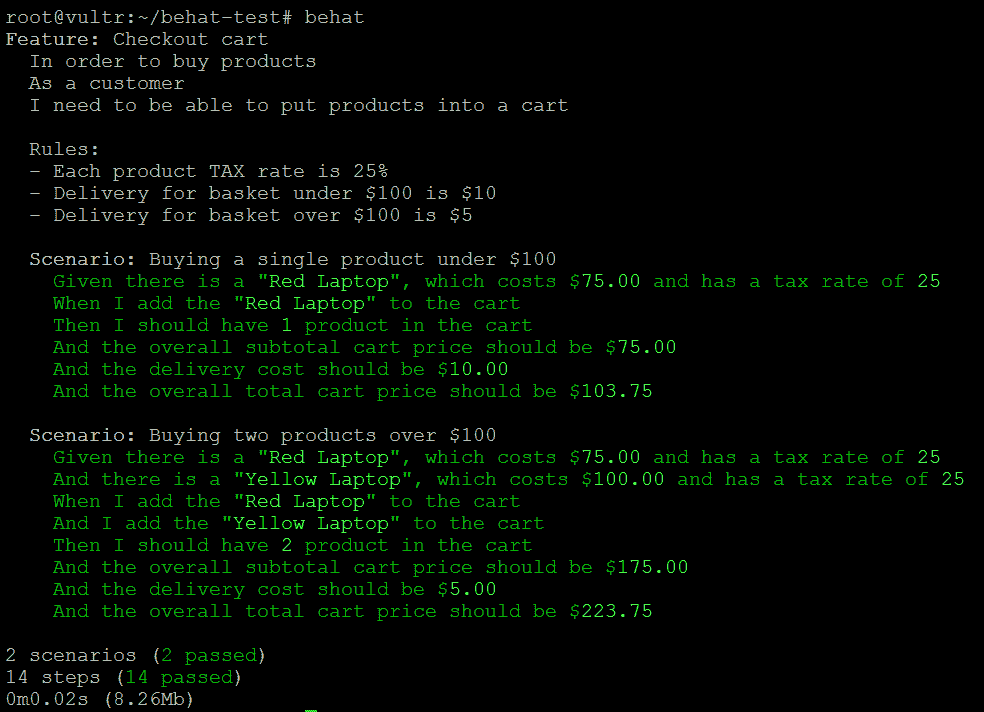 root@vultr:~/behat-test# behat
Feature: Checkout cart
  In order to buy products
  As a customer
  I need to be able to put products into a cart

  Rules:
  - Each product TAX rate is 25%
  - Delivery for basket under $100 is $10
  - Delivery for basket over $100 is $5

  Scenario: Buying a single product under $100
    Given there is a "Red Laptop", which costs $75.00 and has a tax rate of 25
    When I add the "Red Laptop" to the cart
    Then I should have 1 product in the cart
    And the overall subtotal cart price should be $75.00
    And the delivery cost should be $10.00
    And the overall total cart price should be $103.75

  Scenario: Buying two products over $100
    Given there is a "Red Laptop", which costs $75.00 and has a tax rate of 25
    And there is a "Yellow Laptop", which costs $100.00 and has a tax rate of 25
    When I add the "Red Laptop" to the cart
    And I add the "Yellow Laptop" to the cart
    Then I should have 2 product in the cart
    And the overall subtotal cart price should be $175.00
    And the delivery cost should be $5.00
    And the overall total cart price should be $223.75

2 scenarios (2 passed)
14 steps (14 passed)
0m0.02s (8.26Mb)